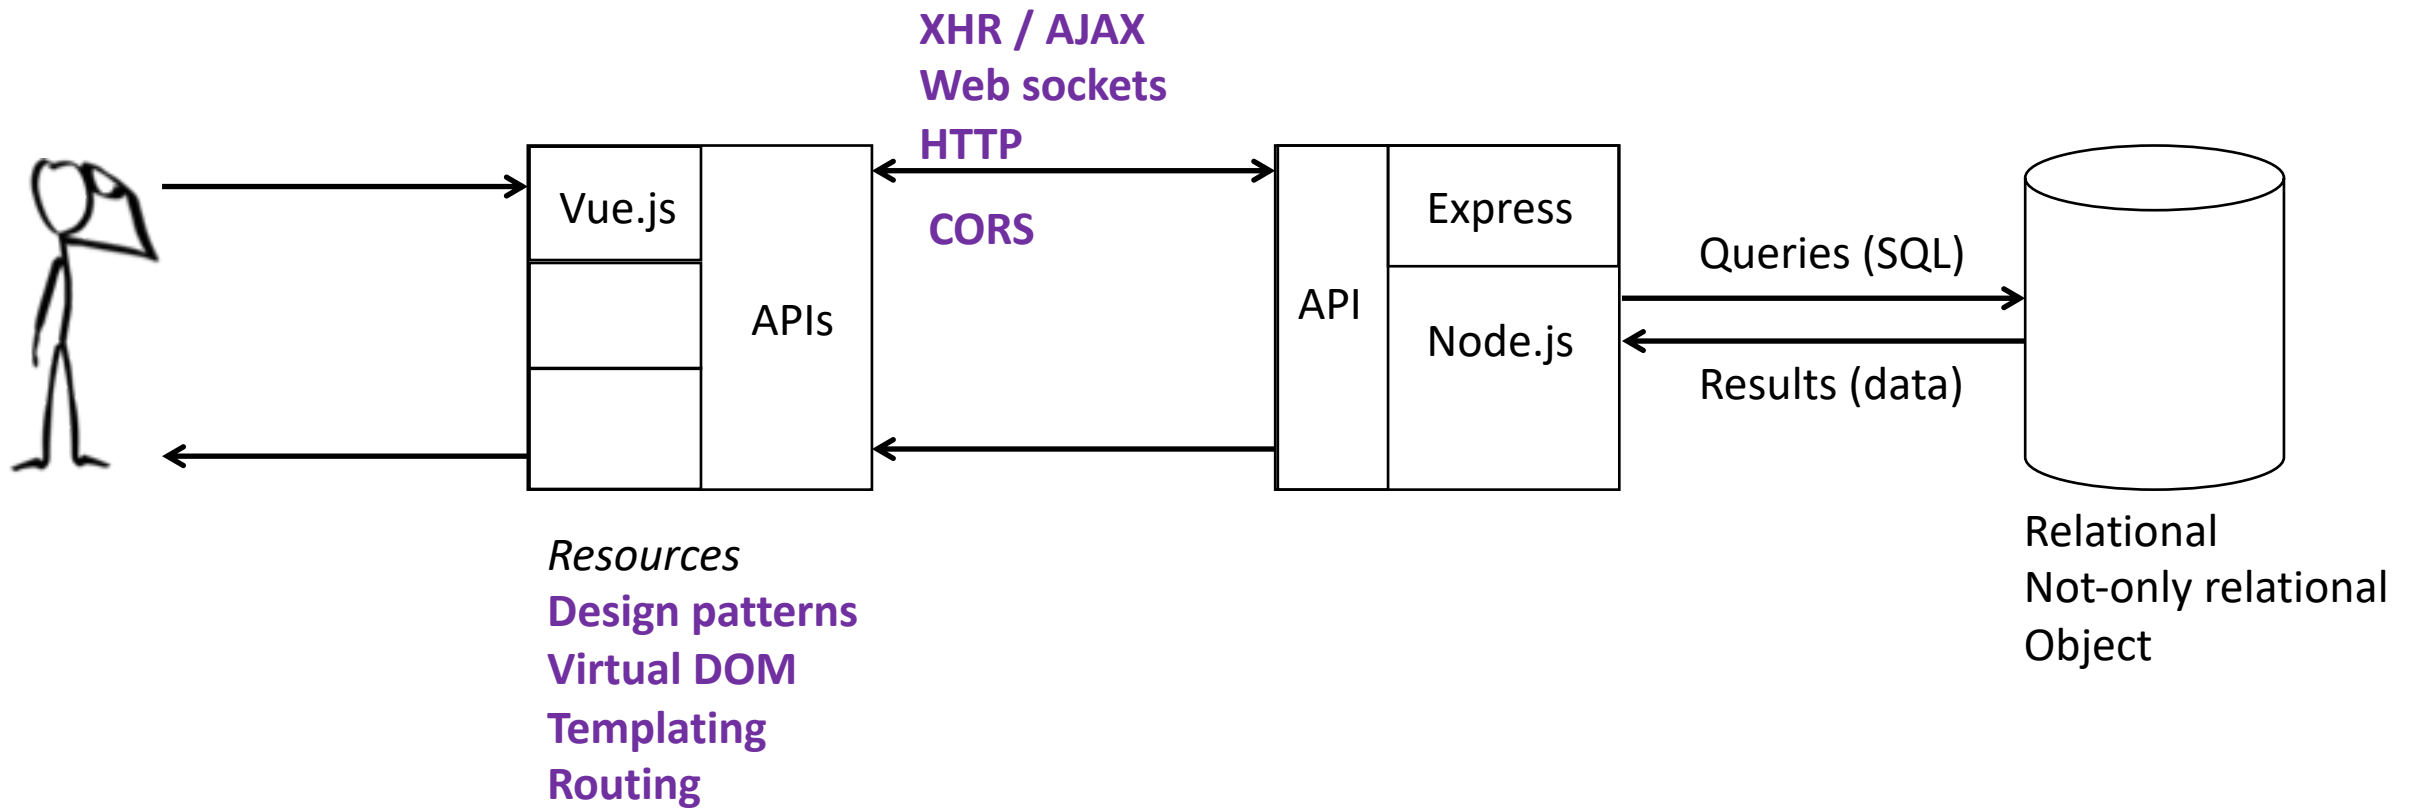 XHR / AJAX
Web sockets
HTTP
CORS
Vue.js
APIs
API
Express
Node.js
Queries (SQL)
Results (data)
Resources
Design patterns
Virtual DOM
Templating
Routing
Relational
Not-only relational
Object